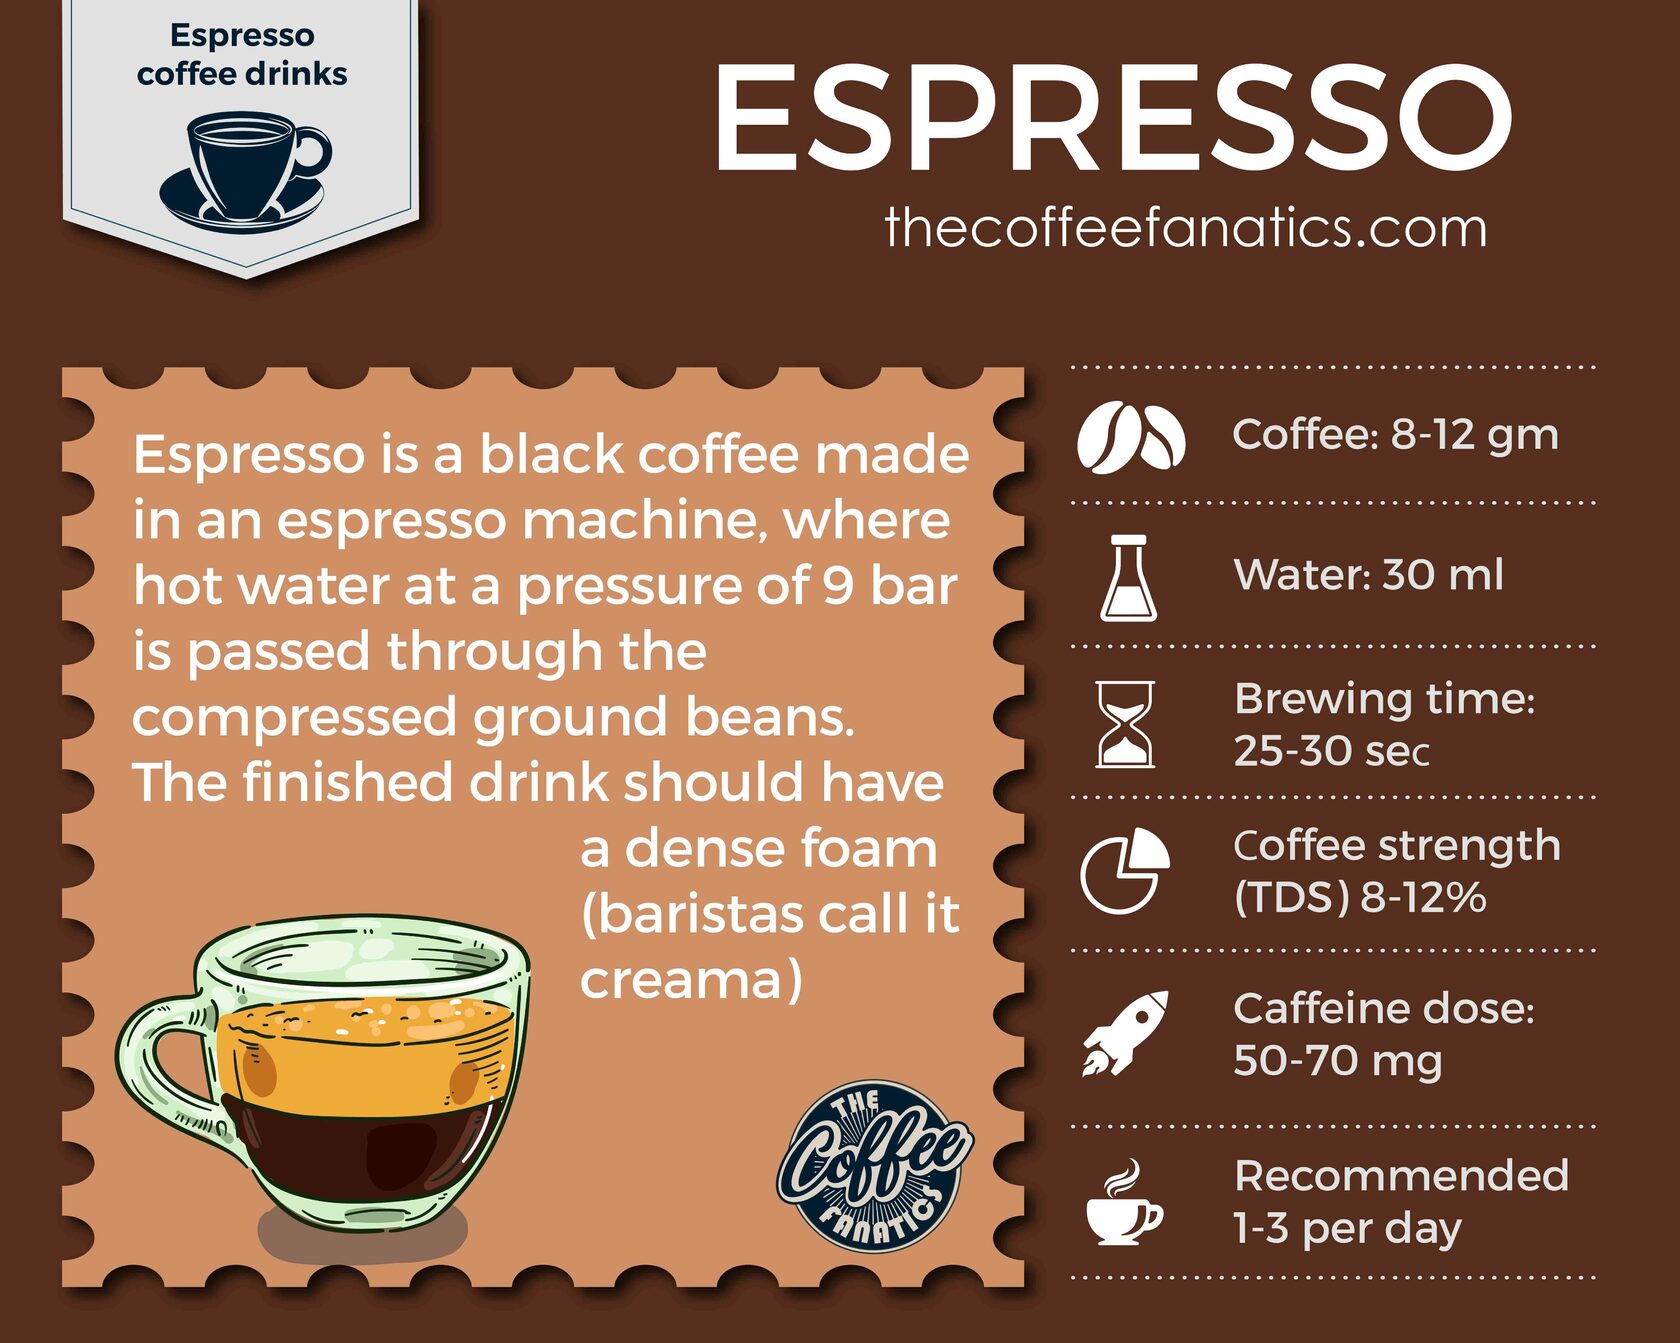 Espresso
coffee drinks
ESPRESSO
thecoffeefanatics.com
Espresso is a black coffee made
in an espresso machine, where
hot water at a pressure of 9 bar
is passed through the
compressed ground beans.
The finished drink should have
a dense foam
(baristas call it
creama)
THE
Coffee
FANATICS
Coffee: 8-12 gm
Water: 30 ml
Brewing time:
25-30 sec
Coffee strength
(TDS) 8-12%
Caffeine dose:
50-70 mg
Recommended
1-3 per day